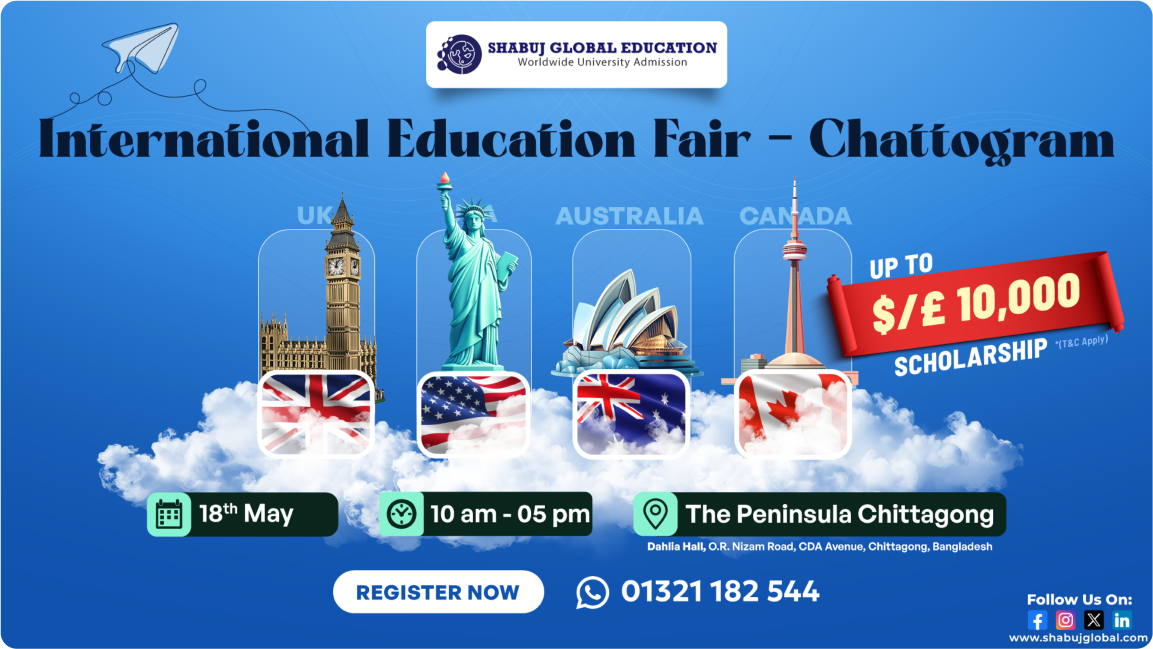 SHABUJ GLOBAL EDUCATION
Worldwide University Admission
International Education Fair – Chattogram
UK
AUSTRALIA
CANADA
UP TO
$/£ 10,000
SCHOLARSHIP *(T&C Apply)
18th May
10 am - 05 pm
The Peninsula Chittagong
Dahlia Hall, O.R. Nizam Road, CDA Avenue, Chittagong, Bangladesh
REGISTER NOW
01321 182 544
Follow Us On:
www.shabujglobal.com